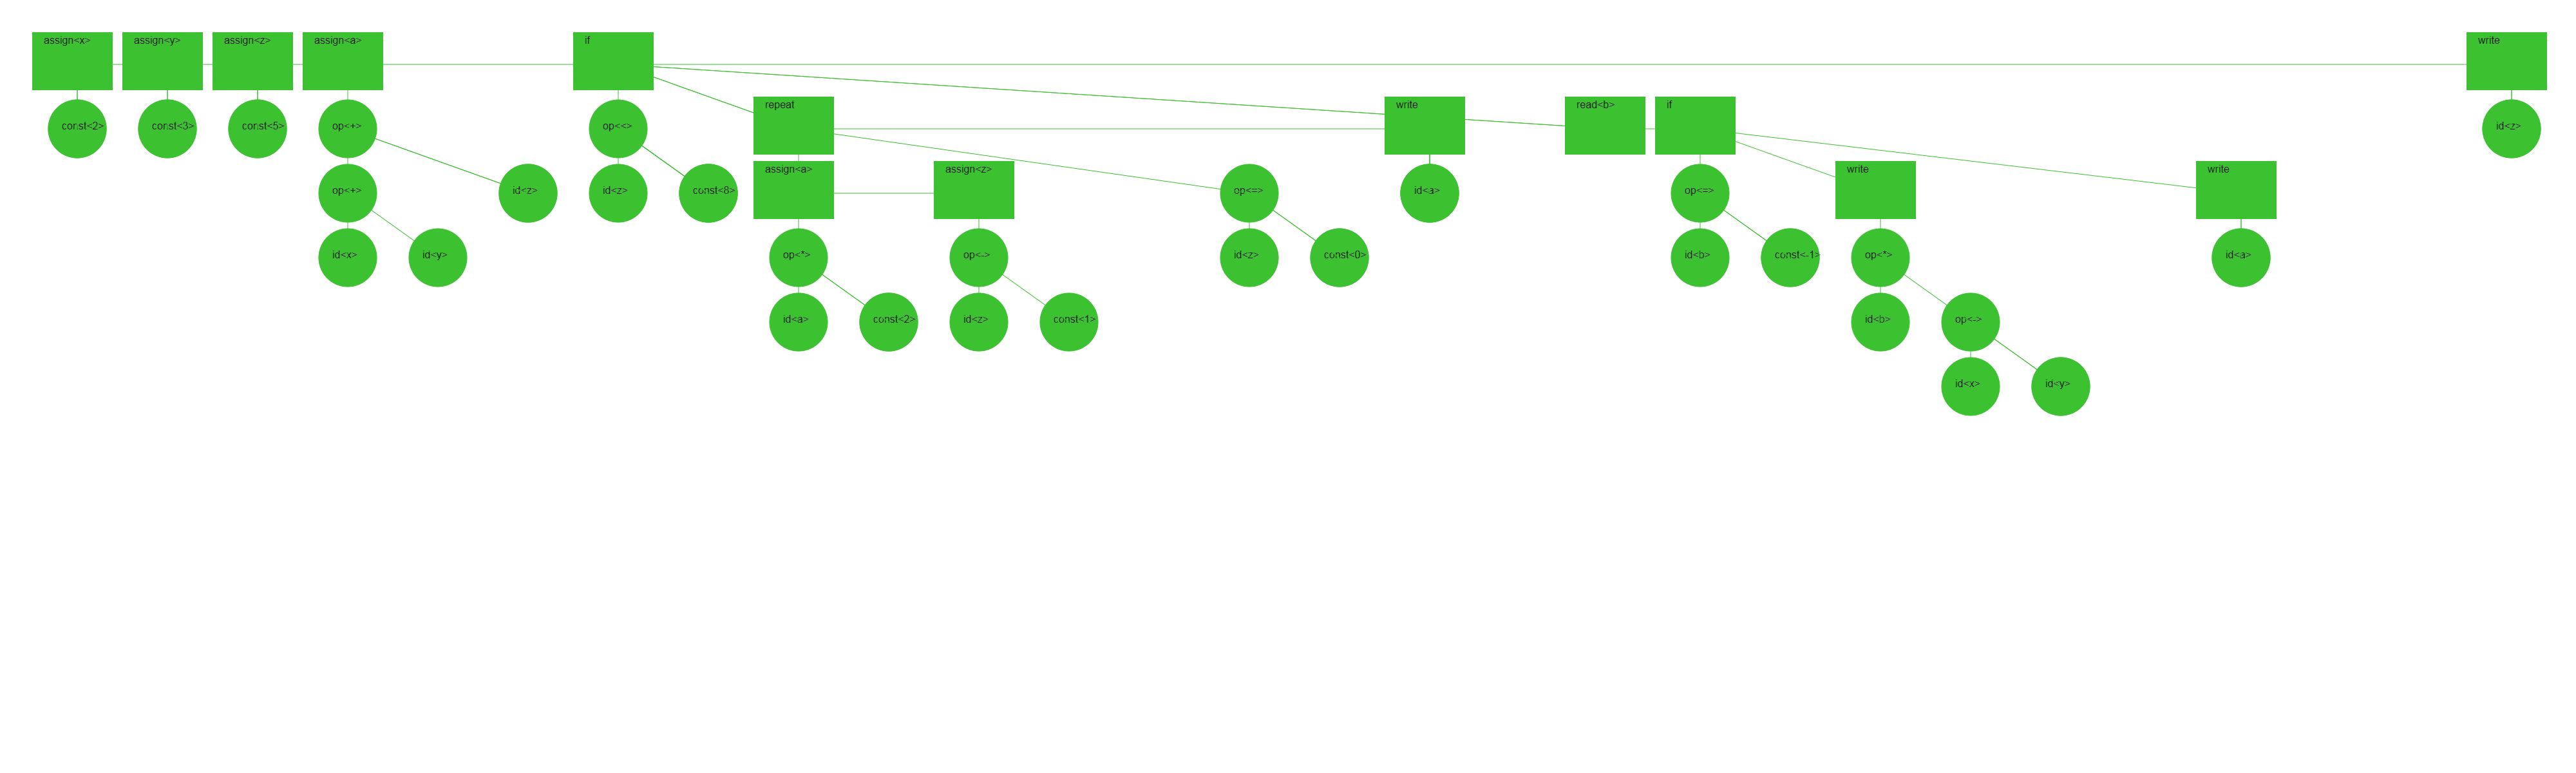 assign<x> assign<y> assign<z> assign<a> if write
repeat write read<b> if
const<2> const<3> const<5> op<+> op<<> id<z>
assign<a> assign<z> write write
op<+> id<z> id<z> const<8> op<=> id<a> op<=>
id<x> id<y> op<*> op<-> id<z> const<0> id<b> const<-1> op<*> id<a>
id<a> const<2> id<z> const<1> id<b> op<->
id<x> id<y>